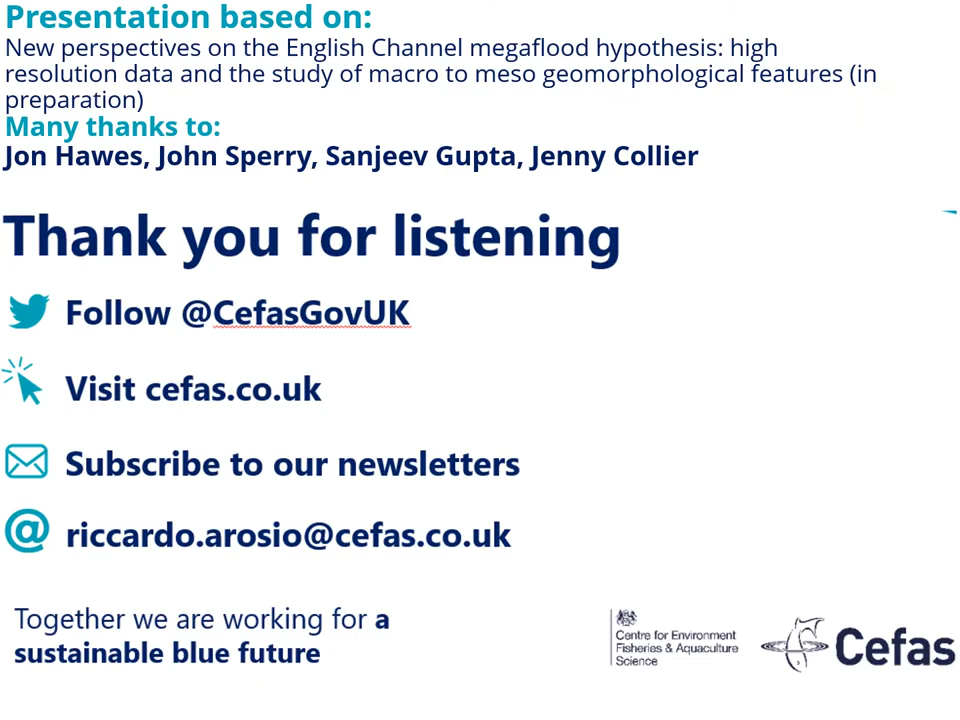 Presentation based on:
New perspectives on the English Channel megaflood hypothesis: high
resolution data and the study of macro to meso geomorphological features (in
preparation)
Many thanks to:
Jon Hawes, John Sperry, Sanjeev Gupta, Jenny Collier
Thank you for listening
Follow @CefasGovUK
Visit cefas.co.uk
Subscribe to our newsletters
@ riccardo.arosio@cefas.co.uk
Together we are working for a
sustainable blue future
Centre for Environment
Fisheries & Aquaculture
Science
Cefas